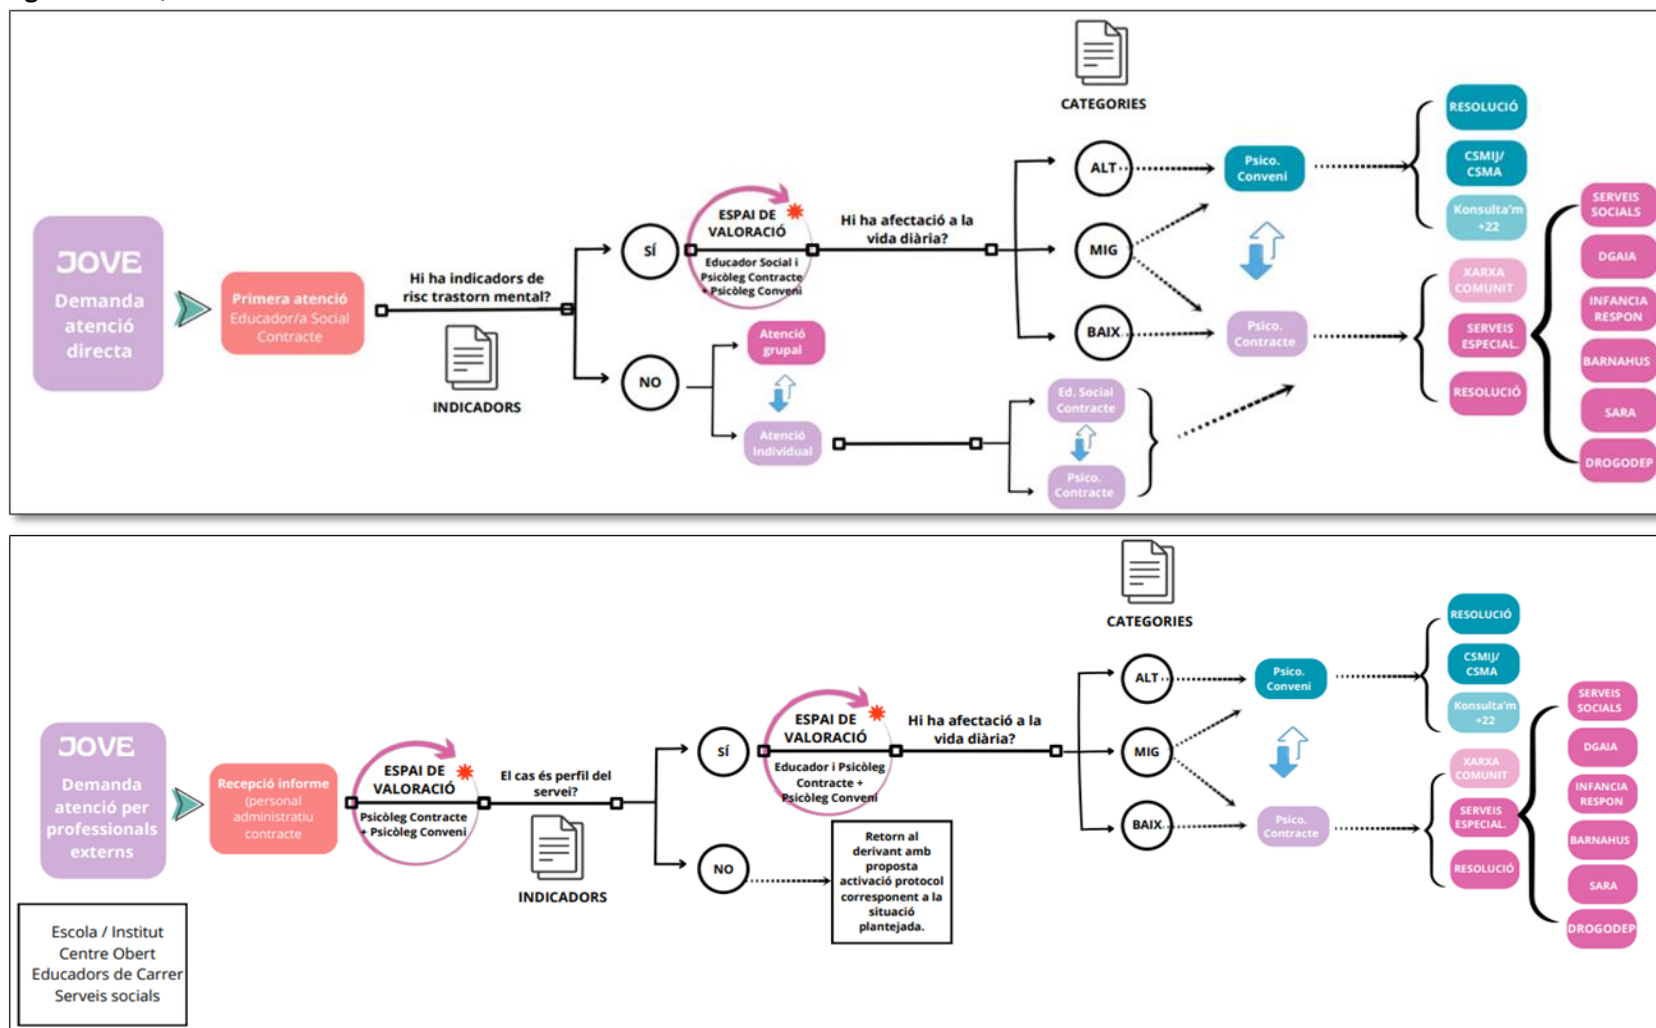 CATEGORIES
JOVE
Demanda
atenció
directa
Primera atenció
Educador/a Social
Contracte
Hi ha indicadors de
risc trastorn mental?
INDICADORS
SÍ
NO
ESPAI DE
VALORACIÓ
Educador Social i
Psicòleg Contracte
+ Psicòleg Conveni
Atenció
grupal
Atenció
Individual
Hi ha afectació a la
vida diària?
ALT
MIG
BAIX
Psico.
Conveni
Psico.
Contracte
Ed. Social
Contracte
Psico.
Contracte
RESOLUCIÓ
CSMIJ/
CSMA
Konsulta'm
+22
XARXA
COMUNIT
SERVEIS
ESPECIAL.
RESOLUCIÓ
SERVEIS
SOCIALS
DGAIA
INFANCIA
RESPON
BARNAHUS
SARA
DROGODEP
CATEGORIES
JOVE
Demanda
atenció per
professionals
externs
Escola / Institut
Centre Obert
Educadors de Carrer
Serveis socials
Recepció informe
(personal
administratiu
contracte
ESPAI DE
VALORACIÓ
Psicòleg Contracte
+ Psicòleg Conveni
El cas és perfil del
servei?
INDICADORS
SÍ
NO
ESPAI DE
VALORACIÓ
Educador i Psicòleg
Contracte +
Psicòleg Conveni
Retorn al
derivant amb
proposta
activació protocol
corresponent a la
situació
plantejada.
Hi ha afectació a la
vida diària?
ALT
MIG
BAIX
Psico.
Conveni
Psico.
Contracte
RESOLUCIÓ
CSMIJ/
CSMA
Konsulta'm
+22
XARXA
COMUNIT
SERVEIS
ESPECIAL.
RESOLUCIÓ
SERVEIS
SOCIALS
DGAIA
INFANCIA
RESPON
BARNAHUS
SARA
DROGODEP